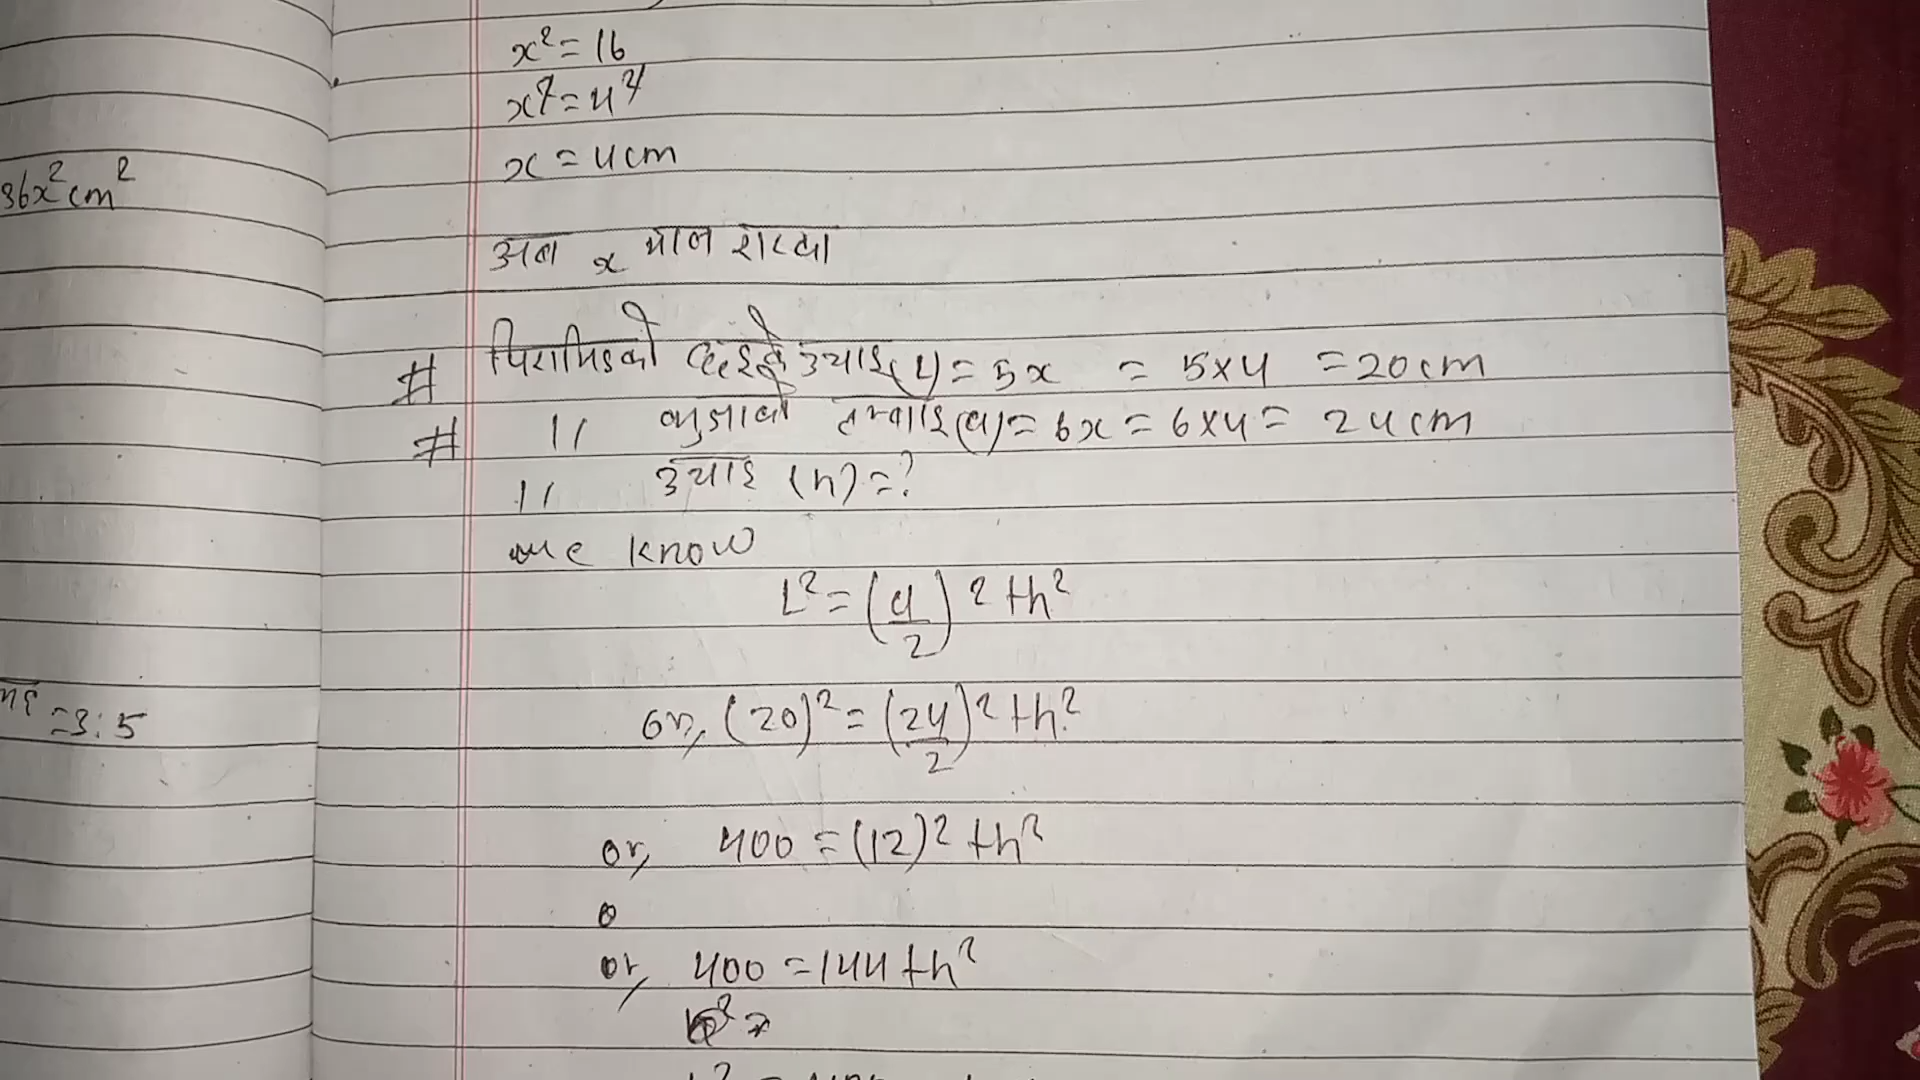 x² = 16
x² = 4²
x = 4cm
36x² cm²
अब x मान राख्दा
# पिरामिडको छड्के उचाइ (L) = 5x = 5×4 = 20cm
# 11 भुजाको लम्बाइ (a) = 6x = 6×4 = 24cm
11 उचाइ (h) = ?
we know
L² = (a/2)² + h²
= 3:5
or, (20)² = (24/2)² + h²
or, 400 = (12)² + h²
or, 400 = 144 + h²